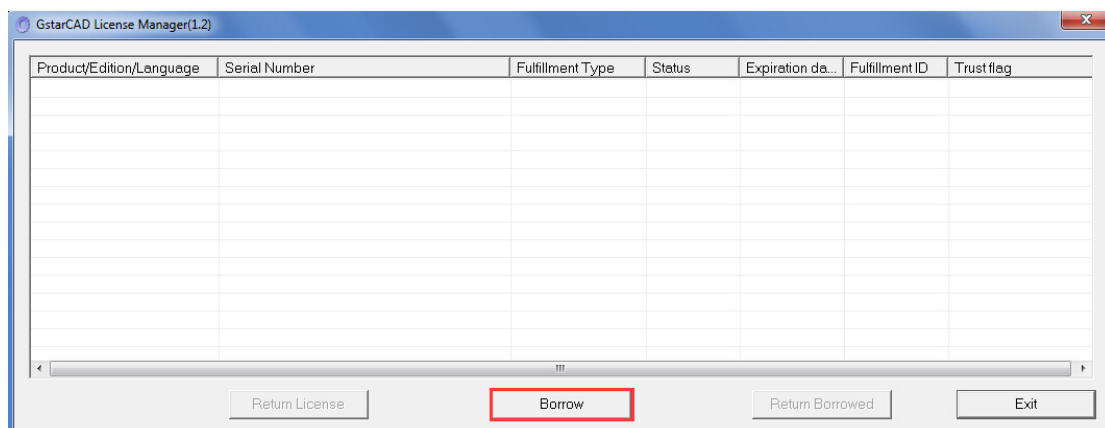 GstarCAD License Manager(1.2)
Product/Edition/Language Serial Number Fulfillment Type Status Expiration da... Fulfillment ID Trust flag
Return License Borrow Return Borrowed Exit